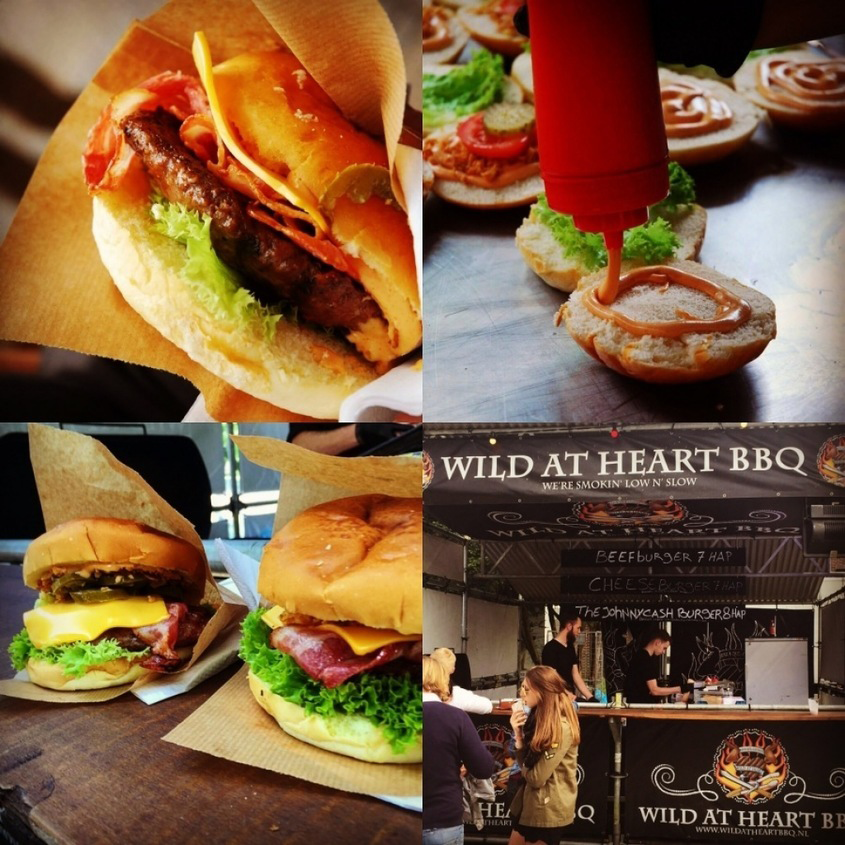 WILD AT HEART BBQ
WE'RE SMOKIN' LOW N' SLOW
WILD AT HEART BBQ
BEEFBURGER 7 HAP
CHEESEBURGER 7 HAP
THE JOHNNYCASH BURGER 8 HAP
WILD AT HEART BB
WWW.WILDATHEARTBBQ.NL